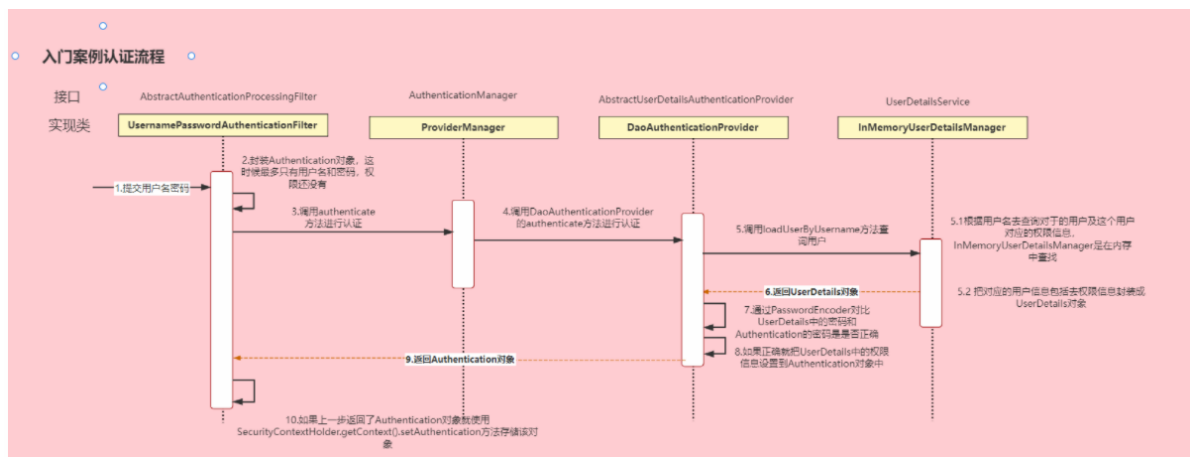 入门案例认证流程
接口
AbstractAuthenticationProcessingFilter
AuthenticationManager
AbstractUserDetailsAuthenticationProvider
UserDetailsService
实现类
UsernamePasswordAuthenticationFilter
ProviderManager
DaoAuthenticationProvider
InMemoryUserDetailsManager
1.提交用户名密码
2.封装Authentication对象，这
时候最多只有用户名和密码，权
限还没有
3.调用authenticate
方法进行认证
4.调用DaoAuthenticationProvider
的authenticate方法进行认证
5.调用loadUserByUsername方法查
询用户
5.1根据用户名去查询对于的用户及这个用户
对应的权限信息，
InMemoryUserDetailsManager是在内存
中查找
5.2 把对应的用户信息包括去权限信息封装成
UserDetails对象
6.返回UserDetails对象
7.通过PasswordEncoder对比
UserDetails中的密码和
Authentication的密码是是否正确
8.如果正确就把UserDetails中的权限
信息设置到Authentication对象中
9.返回Authentication对象
10.如果上一步返回了Authentication对象就使用
SecurityContextHolder.getContext().setAuthentication方法存储该对
象